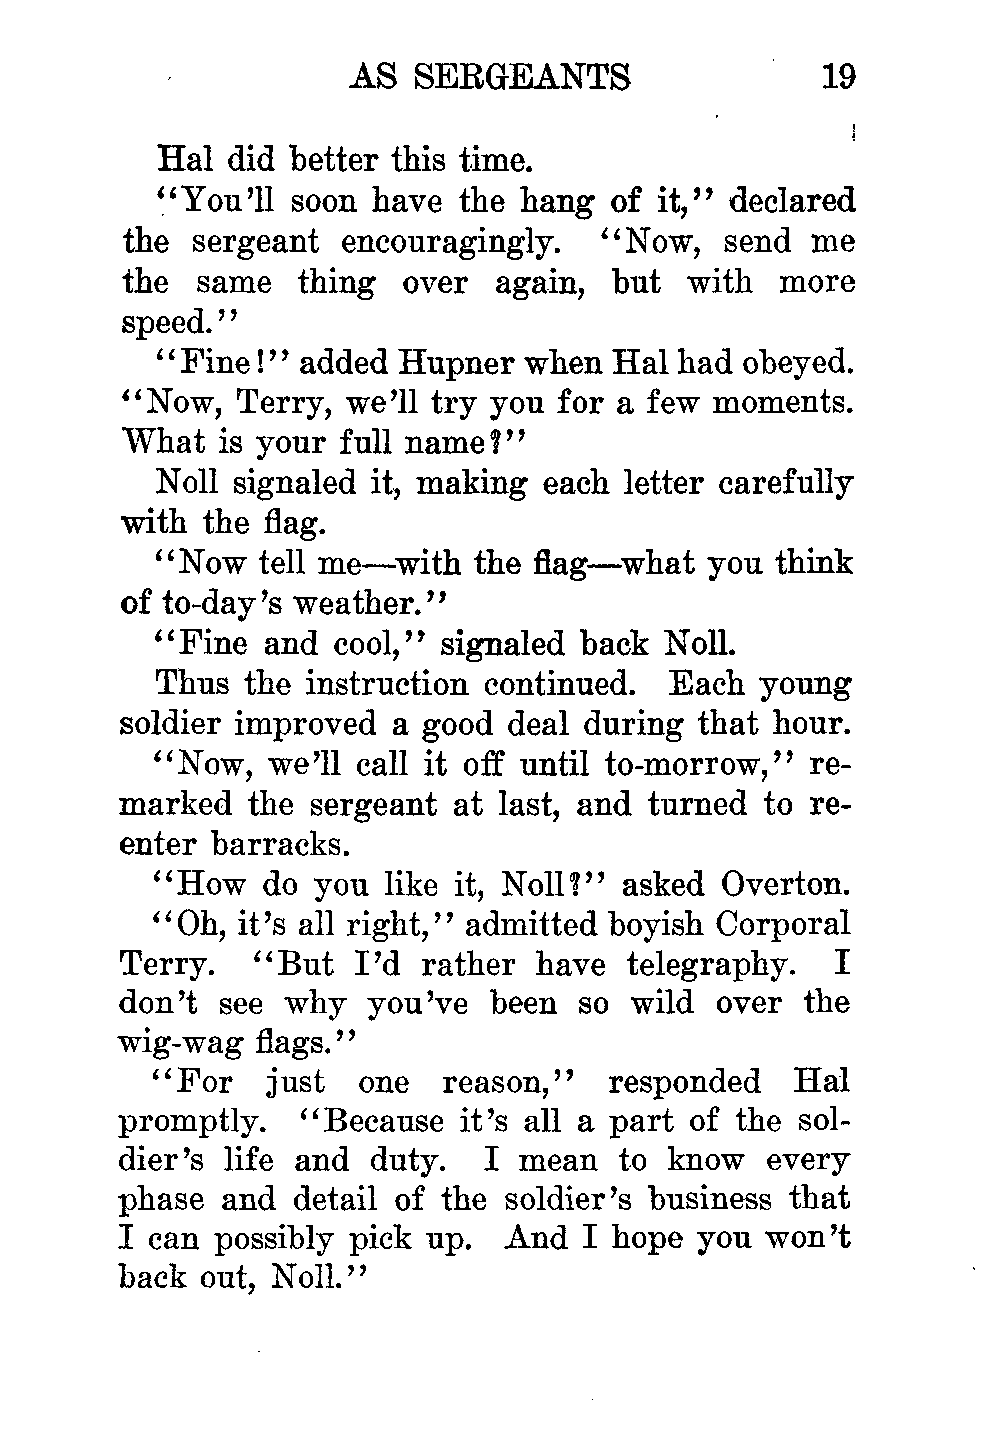 AS SERGEANTS 19
Hal did better this time.
"You'll soon have the hang of it," declared
the sergeant encouragingly. "Now, send me
the same thing over again, but with more
speed."
"Fine!" added Hupner when Hal had obeyed.
"Now, Terry, we'll try you for a few moments.
What is your full name?"
Noll signaled it, making each letter carefully
with the flag.
"Now tell me—with the flag—what you think
of to-day's weather."
"Fine and cool," signaled back Noll.
Thus the instruction continued. Each young
soldier improved a good deal during that hour.
"Now, we'll call it off until to-morrow," re-
marked the sergeant at last, and turned to re-
enter barracks.
"How do you like it, Noll?" asked Overton.
"Oh, it's all right," admitted boyish Corporal
Terry. "But I'd rather have telegraphy. I
don't see why you've been so wild over the
wig-wag flags."
"For just one reason," responded Hal
promptly. "Because it's all a part of the sol-
dier's life and duty. I mean to know every
phase and detail of the soldier's business that
I can possibly pick up. And I hope you won't
back out, Noll."